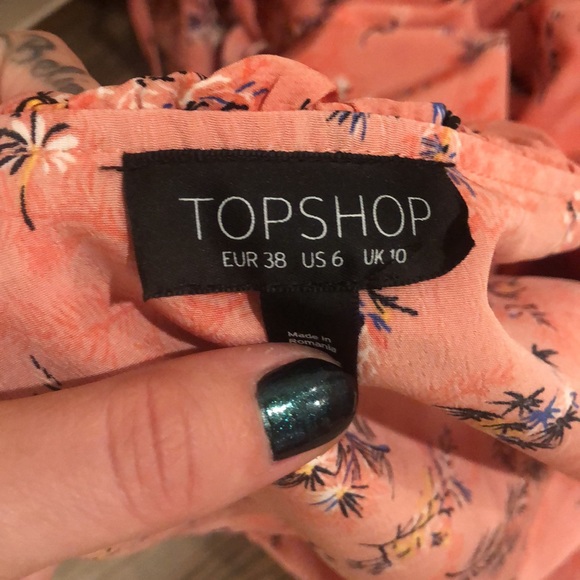 TOPSHOP
EUR 38 US 6 UK 10
Made in
Romania